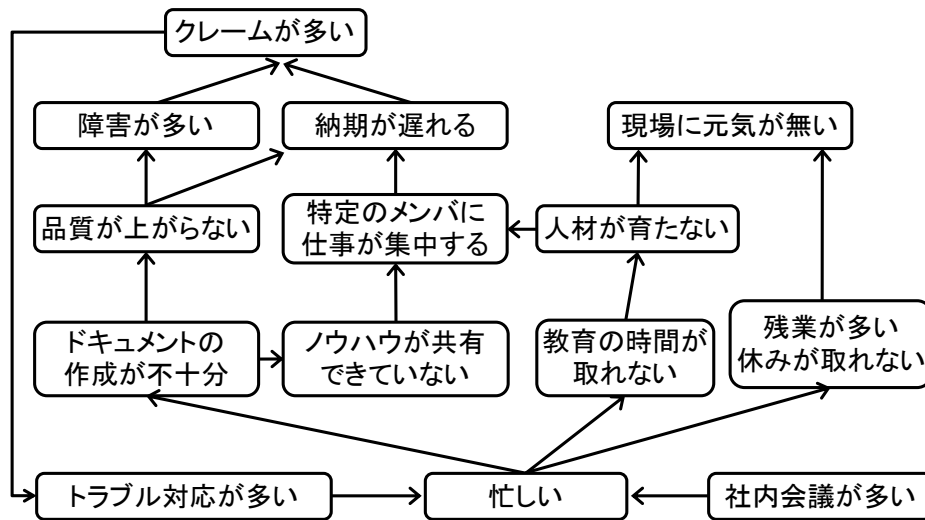 クレームが多い
障害が多い
納期が遅れる
現場に元気が無い
品質が上がらない
特定のメンバに
仕事が集中する
人材が育たない
ドキュメントの
作成が不十分
ノウハウが共有
できていない
教育の時間が
取れない
残業が多い
休みが取れない
トラブル対応が多い
忙しい
社内会議が多い